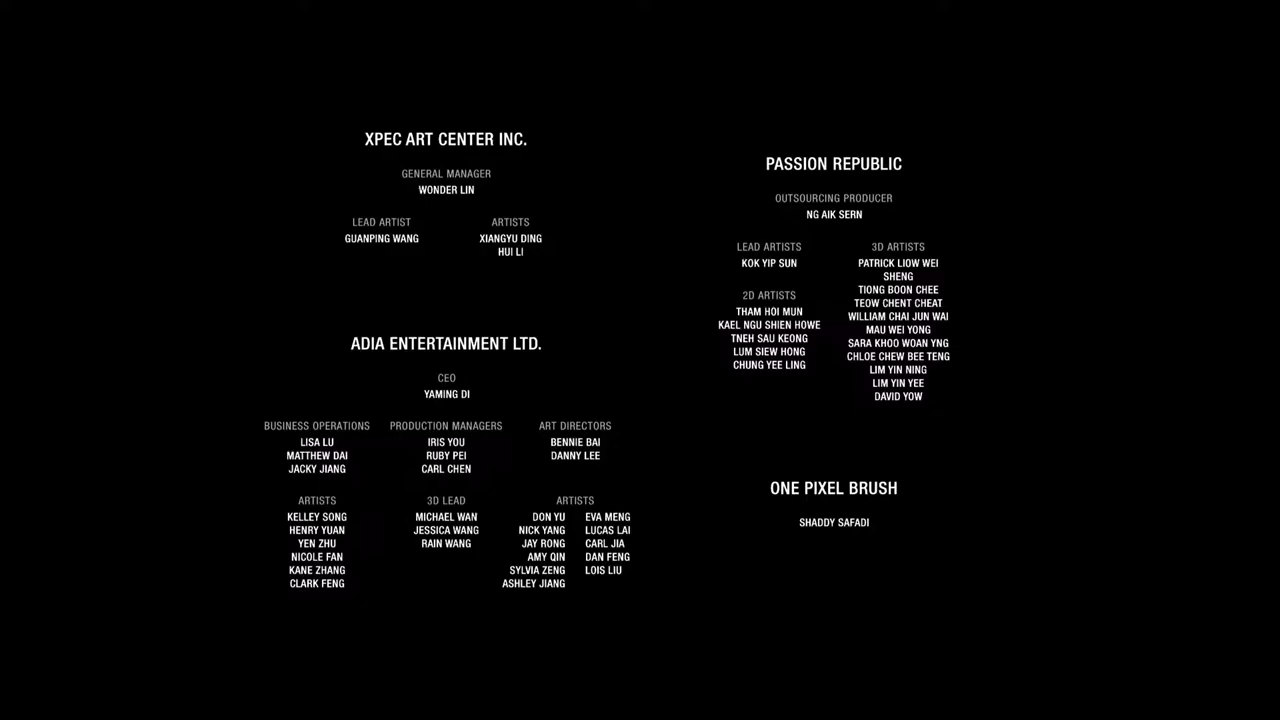 XPEC ART CENTER INC.
GENERAL MANAGER
WONDER LIN
LEAD ARTIST
GUANPING WANG
ARTISTS
XIANGYU DING
HUI LI
ADIA ENTERTAINMENT LTD.
CEO
YAMING DI
BUSINESS OPERATIONS
LISA LU
MATTHEW DAI
JACKY JIANG
PRODUCTION MANAGERS
IRIS YOU
RUBY PEI
CARL CHEN
ART DIRECTORS
BENNIE BAI
DANNY LEE
ARTISTS
KELLEY SONG
HENRY YUAN
YEN ZHU
NICOLE FAN
KANE ZHANG
CLARK FENG
3D LEAD
MICHAEL WAN
JESSICA WANG
RAIN WANG
ARTISTS
DON YU
NICK YANG
JAY RONG
AMY QIN
SYLVIA ZENG
ASHLEY JIANG
EVA MENG
LUCAS LAI
CARL JIA
DAN FENG
LOIS LIU
PASSION REPUBLIC
OUTSOURCING PRODUCER
NG AIK SERN
LEAD ARTISTS
KOK YIP SUN
2D ARTISTS
THAM HOI MUN
KAEL NGU SHIEN HOWE
TNEH SAU KEONG
LUM SIEW HONG
CHUNG YEE LING
3D ARTISTS
PATRICK LIOW WEI
SHENG
TIONG BOON CHEE
TEOW CHENT CHEAT
WILLIAM CHAI JUN WAI
MAU WEI YONG
SARA KHOO WOAN YNG
CHLOE CHEW BEE TENG
LIM YIN NING
LIM YIN YEE
DAVID YOW
ONE PIXEL BRUSH
SHADDY SAFADI